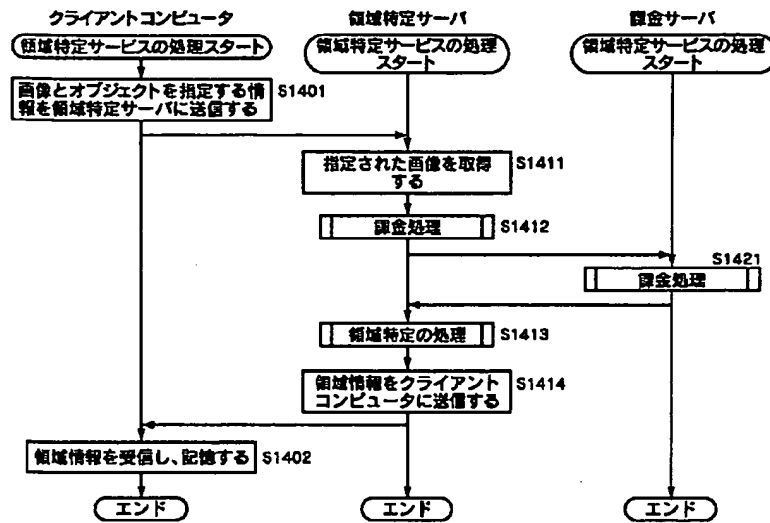 クライアントコンピュータ
領域特定サーバ
課金サーバ
領域特定サービスの処理スタート
領域特定サービスの処理
スタート
領域特定サービスの処理
スタート
画像とオブジェクトを指定する情
報を領域特定サーバに送信する
S1401
指定された画像を取得
する
S1411
課金処理
S1412
S1421
課金処理
領域特定の処理
S1413
領域情報をクライアント
コンピュータに送信する
S1414
領域情報を受信し、記憶する
S1402
エンド
エンド
エンド